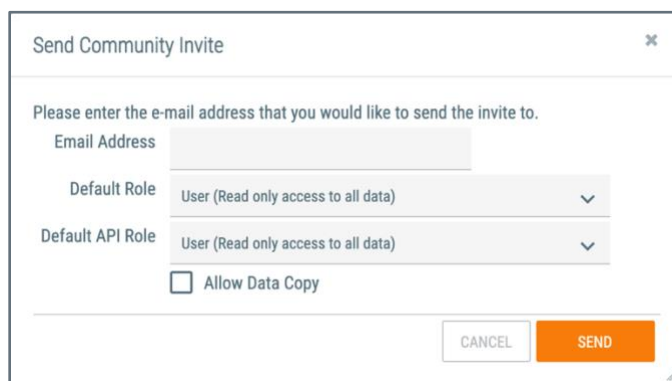 Send Community Invite
Please enter the e-mail address that you would like to send the invite to.
Email Address
Default Role User (Read only access to all data)
Default API Role User (Read only access to all data)
Allow Data Copy
CANCEL SEND